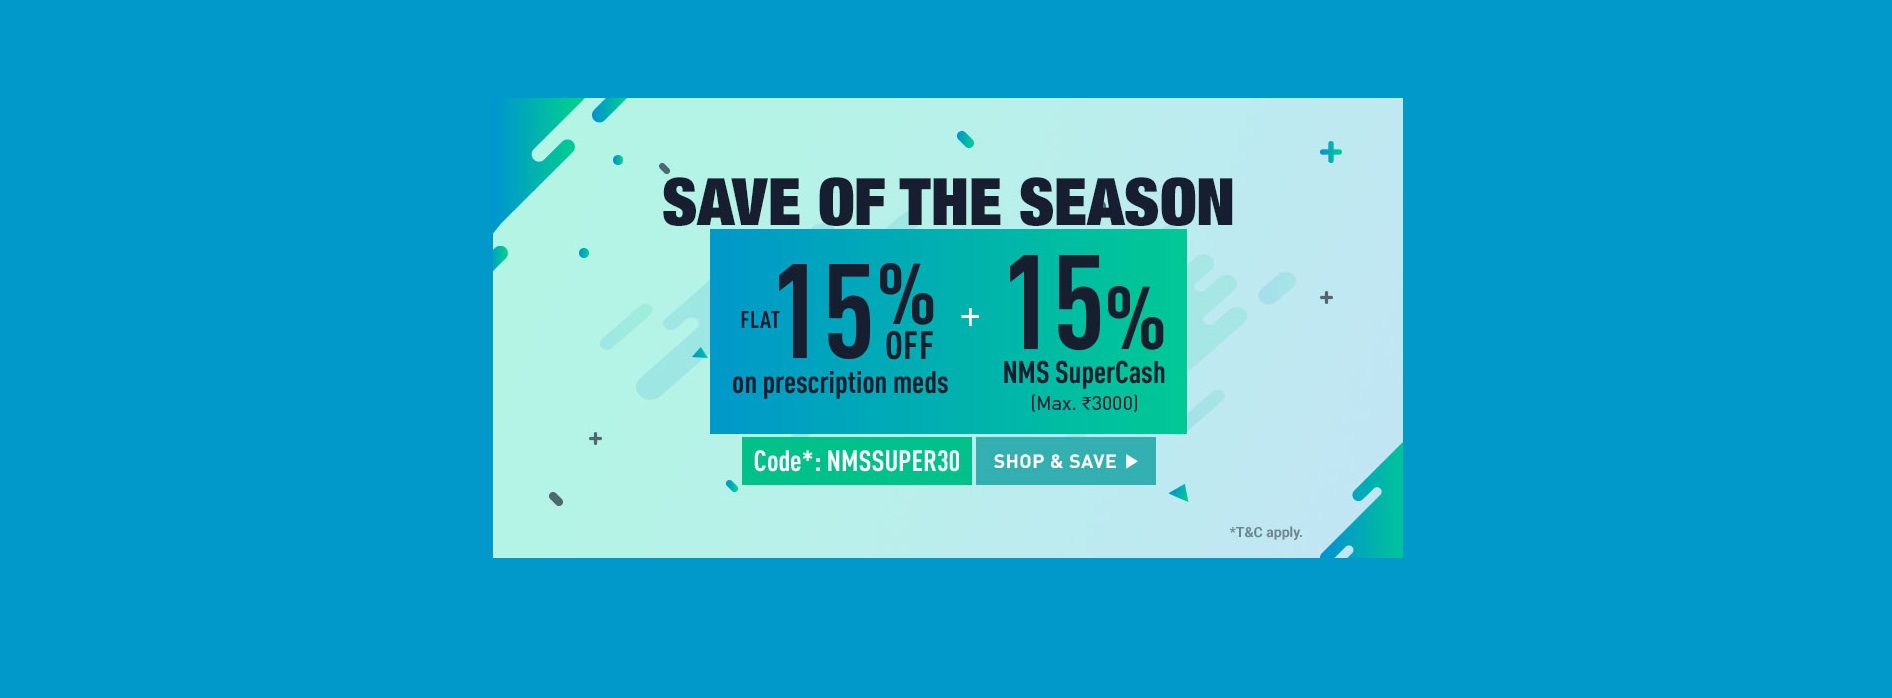 SAVE OF THE SEASON
FLAT 15% OFF
on prescription meds
+
15%
NMS SuperCash
(Max. ₹3000)
Code*: NMSSUPER30
SHOP & SAVE ▶
*T&C apply.